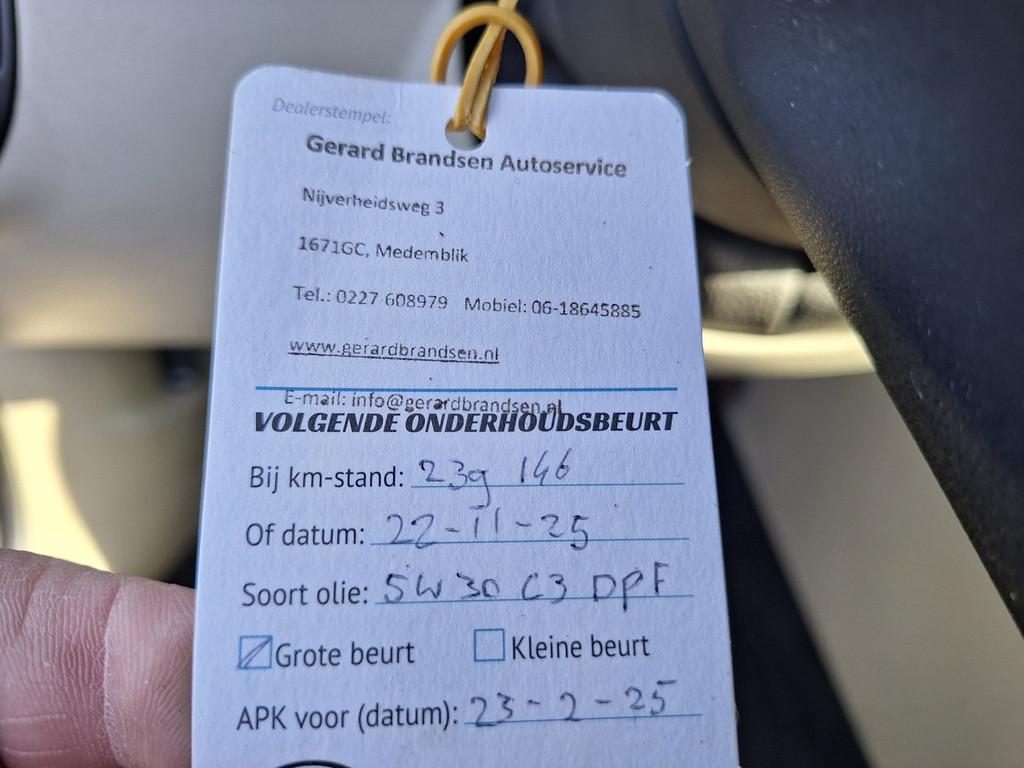 Dealerstempel:
Gerard Brandsen Autoservice
Nijverheidsweg 3
1671GC, Medemblik
Tel.: 0227 608979 Mobiel: 06-18645885
www.gerardbrandsen.nl
E-mail: info@gerardbrandsen.nl
VOLGENDE ONDERHOUDSBEURT
Bij km-stand: 239 146
Of datum: 22-11-25
Soort olie: 5W30 C3 DPF
Grote beurt Kleine beurt
APK voor (datum): 23-2-25